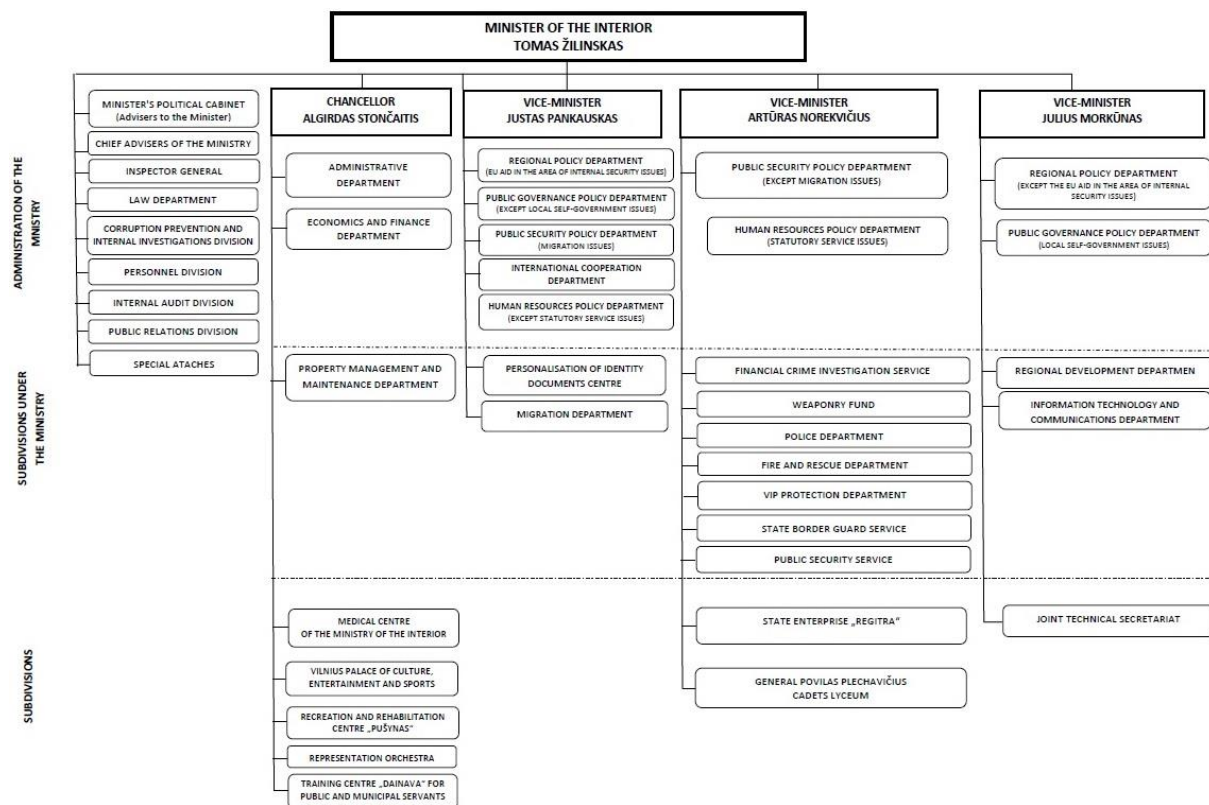 MINISTER OF THE INTERIOR
TOMAS ŽILINSKAS
ADMINISTRATION OF THE
MNISTRY
MINISTER'S POLITICAL CABINET
(Advisers to the Minister)
CHIEF ADVISERS OF THE MINISTRY
INSPECTOR GENERAL
LAW DEPARTMENT
CORRUPTION PREVENTION AND
INTERNAL INVESTIGATIONS DIVISION
PERSONNEL DIVISION
INTERNAL AUDIT DIVISION
PUBLIC RELATIONS DIVISION
SPECIAL ATACHES
CHANCELLOR
ALGIRDAS STONČAITIS
ADMINISTRATIVE
DEPARTMENT
ECONOMICS AND FINANCE
DEPARTMENT
VICE-MINISTER
JUSTAS PANKAUSKAS
REGIONAL POLICY DEPARTMENT
(EU AID IN THE AREA OF INTERNAL SECURITY ISSUES)
PUBLIC GOVERNANCE POLICY DEPARTMENT
(EXCEPT LOCAL SELF-GOVERNMENT ISSUES)
PUBLIC SECURITY POLICY DEPARTMENT
(MIGRATION ISSUES)
INTERNATIONAL COOPERATION
DEPARTMENT
HUMAN RESOURCES POLICY DEPARTMENT
(EXCEPT STATUTORY SERVICE ISSUES)
VICE-MINISTER
ARTŪRAS NOREKVIČIUS
PUBLIC SECURITY POLICY DEPARTMENT
(EXCEPT MIGRATION ISSUES)
HUMAN RESOURCES POLICY DEPARTMENT
(STATUTORY SERVICE ISSUES)
VICE-MINISTER
JULIUS MORKŪNAS
REGIONAL POLICY DEPARTMENT
(EXCEPT THE EU AID IN THE AREA OF INTERNAL
SECURITY ISSUES)
PUBLIC GOVERNANCE POLICY DEPARTMENT
(LOCAL SELF-GOVERNMENT ISSUES)
SUBDIVISIONS UNDER
THE MINISTRY
PROPERTY MANAGEMENT AND
MAINTENANCE DEPARTMENT
PERSONALISATION OF IDENTITY
DOCUMENTS CENTRE
MIGRATION DEPARTMENT
FINANCIAL CRIME INVESTIGATION SERVICE
WEAPONRY FUND
POLICE DEPARTMENT
FIRE AND RESCUE DEPARTMENT
VIP PROTECTION DEPARTMENT
STATE BORDER GUARD SERVICE
PUBLIC SECURITY SERVICE
REGIONAL DEVELOPMENT DEPARTMEN
INFORMATION TECHNOLOGY AND
COMMUNICATIONS DEPARTMENT
SUBDIVISIONS
MEDICAL CENTRE
OF THE MINISTRY OF THE INTERIOR
VILNIUS PALACE OF CULTURE,
ENTERTAINMENT AND SPORTS
RECREATION AND REHABILITATION
CENTRE „PUŠYNAS"
REPRESENTATION ORCHESTRA
TRAINING CENTRE „DAINAVA" FOR
PUBLIC AND MUNICIPAL SERVANTS
STATE ENTERPRISE „REGITRA"
GENERAL POVILAS PLECHAVIČIUS
CADETS LYCEUM
JOINT TECHNICAL SECRETARIAT